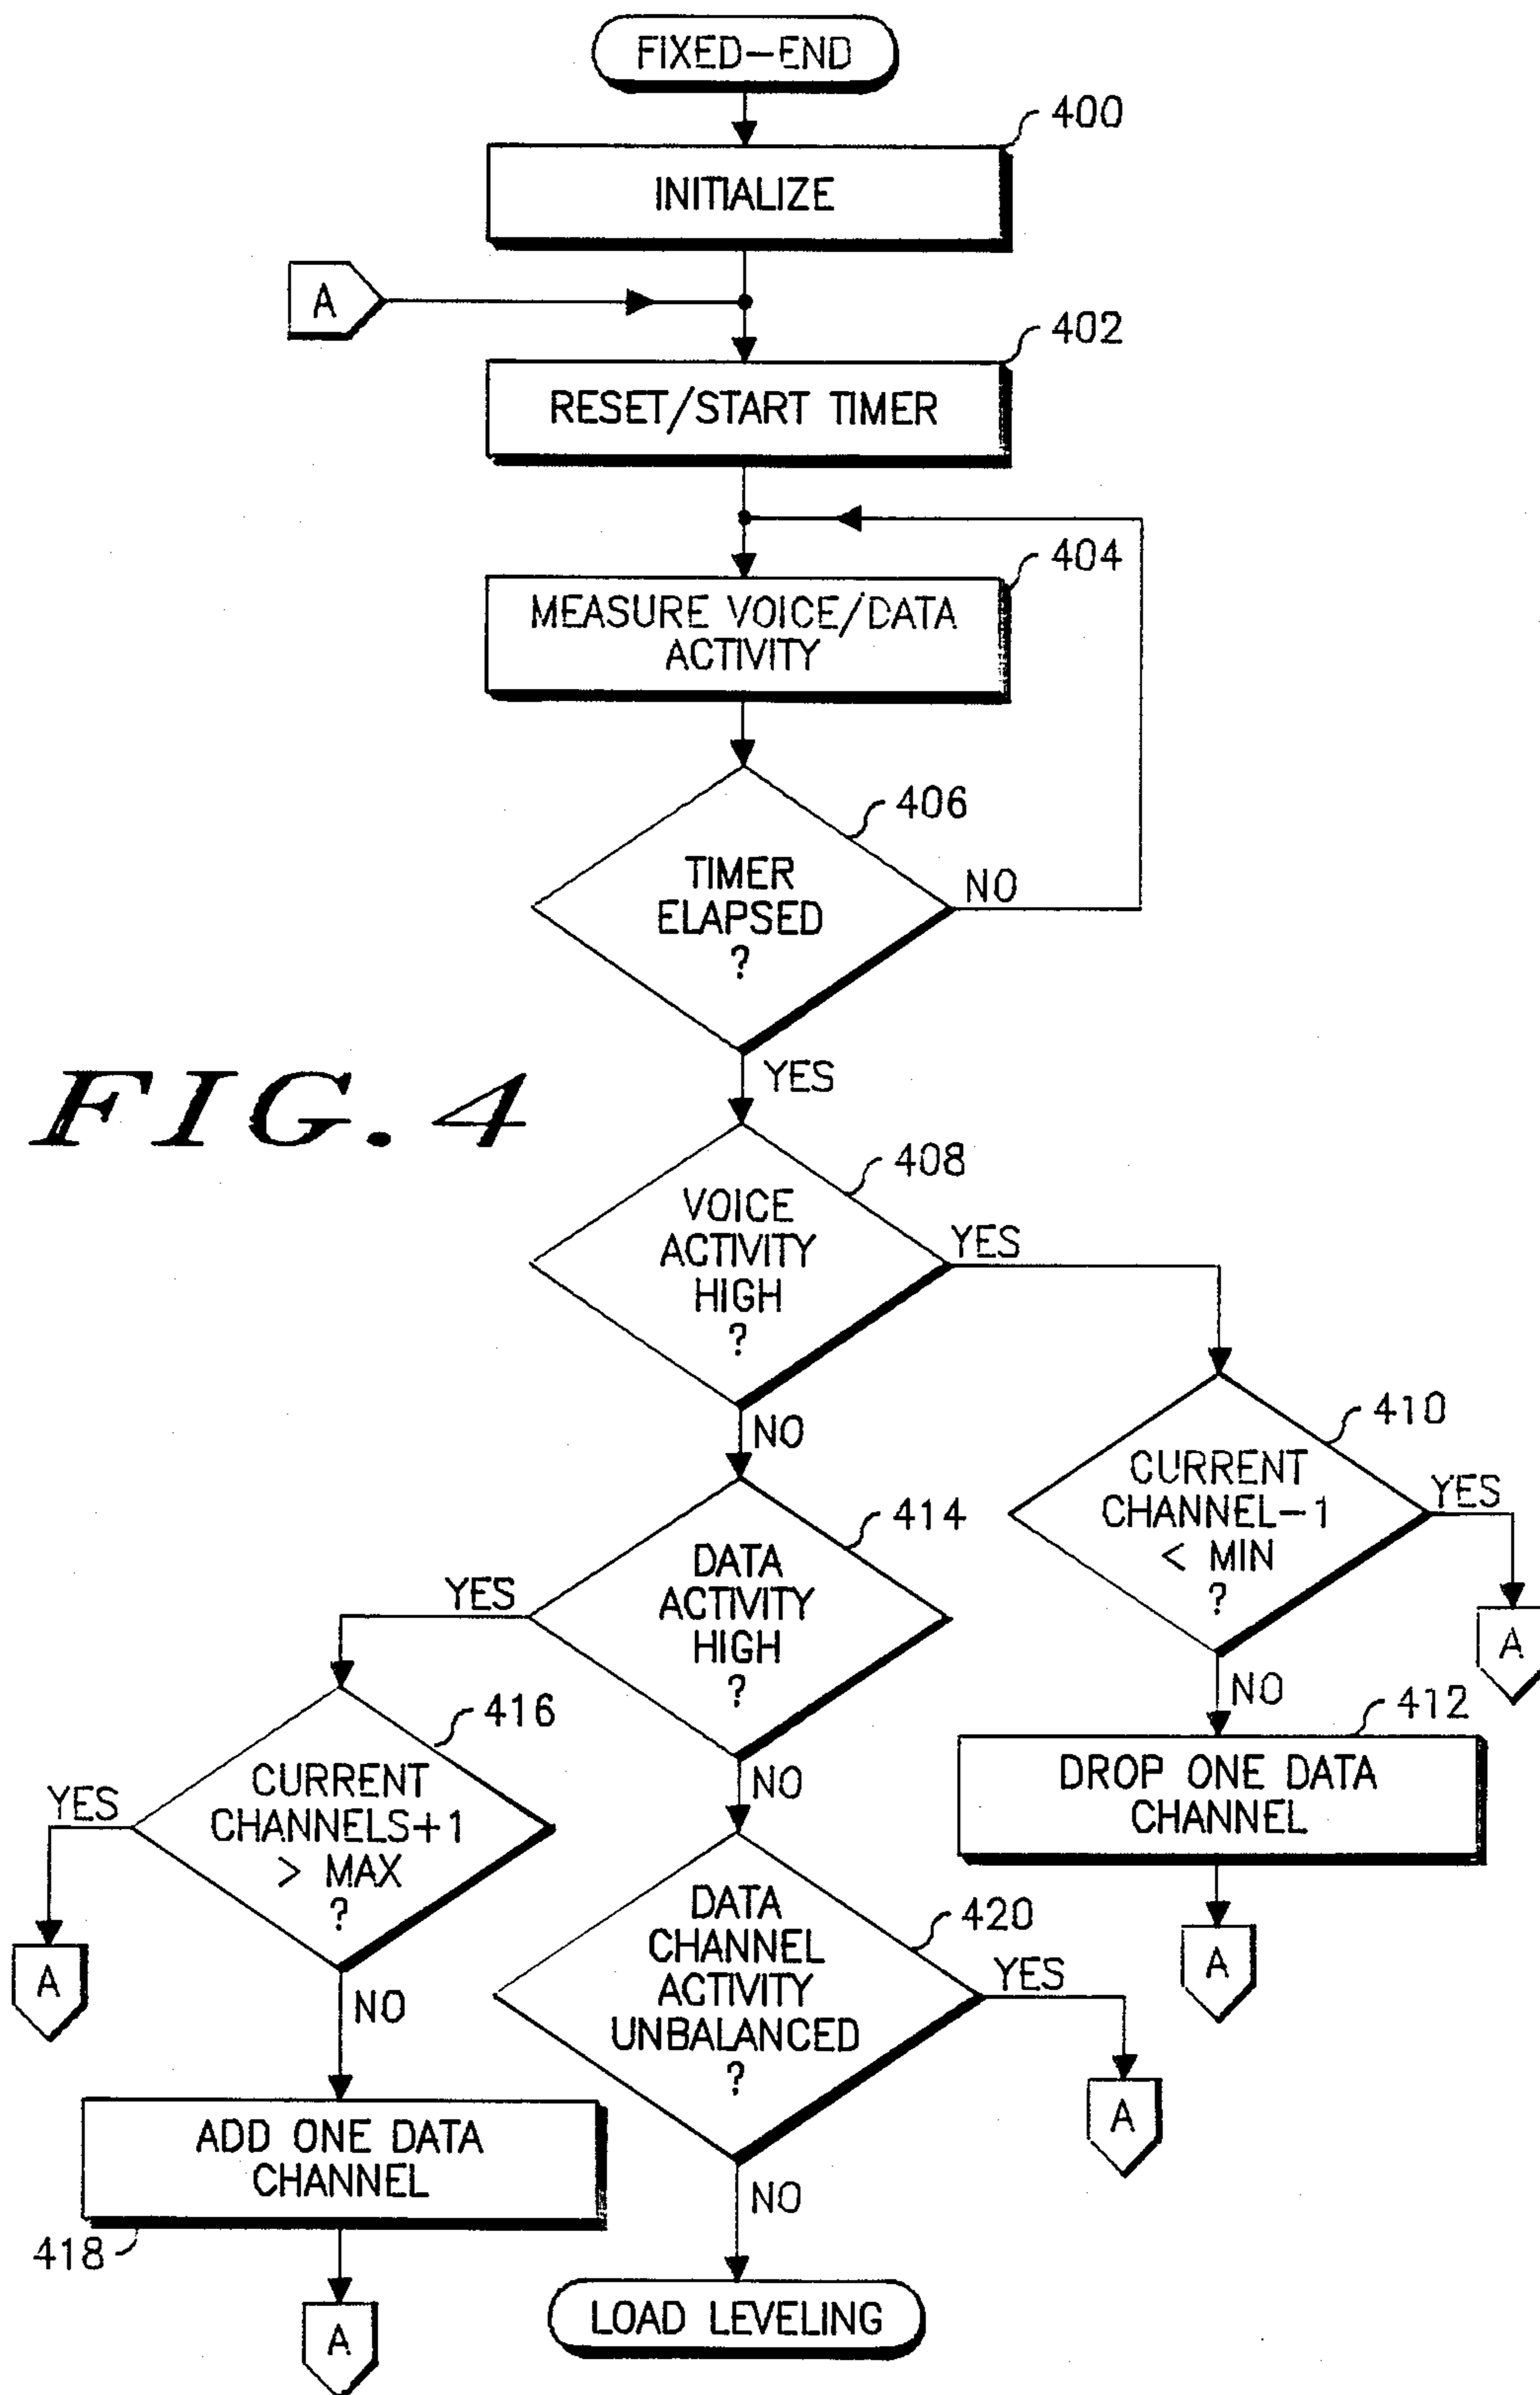 FIXED-END
400
INITIALIZE
A
402
RESET/START TIMER
404
MEASURE VOICE/DATA
ACTIVITY
406
TIMER
ELAPSED
?
NO
YES
FIG. 4
408
VOICE
ACTIVITY
HIGH
?
YES
NO
410
CURRENT
CHANNEL-1
< MIN
?
YES
A
NO
412
DROP ONE DATA
CHANNEL
A
414
DATA
ACTIVITY
HIGH
?
YES
NO
416
CURRENT
CHANNELS+1
> MAX
?
YES
A
NO
ADD ONE DATA
CHANNEL
418
A
420
DATA
CHANNEL
ACTIVITY
UNBALANCED
?
YES
A
NO
LOAD LEVELING